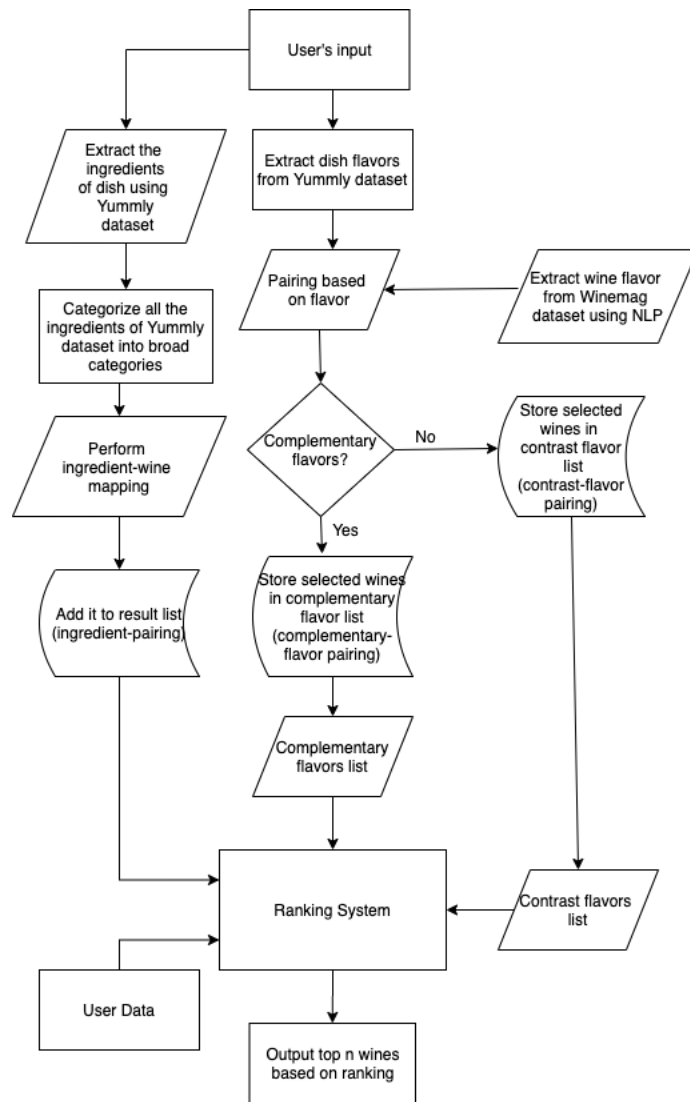 User's input
Extract the
ingredients
of dish using
Yummly
dataset
Extract dish flavors
from Yummly dataset
Pairing based
on flavor
Extract wine flavor
from Winemag
dataset using NLP
Categorize all the
ingredients of Yummly
dataset into broad
categories
Complementary
flavors?
No
Store selected
wines in
contrast flavor
list
(contrast-flavor
pairing)
Perform
ingredient-wine
mapping
Yes
Add it to result list
(ingredient-pairing)
Store selected wines
in complementary
flavor list
(complementary-
flavor pairing)
Complementary
flavors list
Ranking System
Contrast flavors
list
User Data
Output top n wines
based on ranking